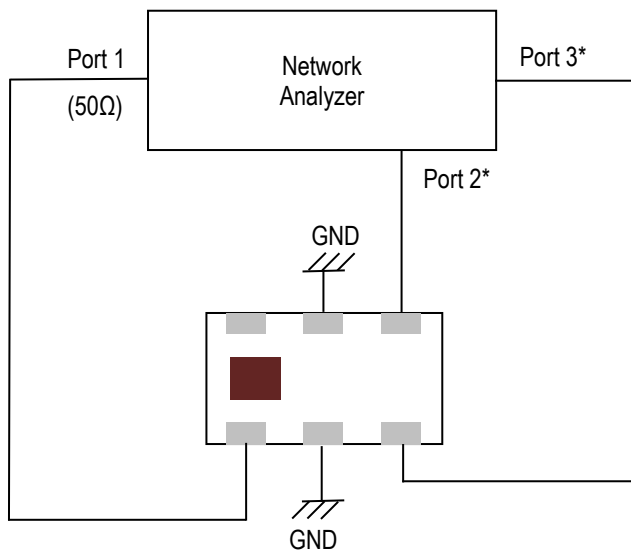 Port 1
(50Ω)
Network
Analyzer
Port 3*
Port 2*
GND
GND